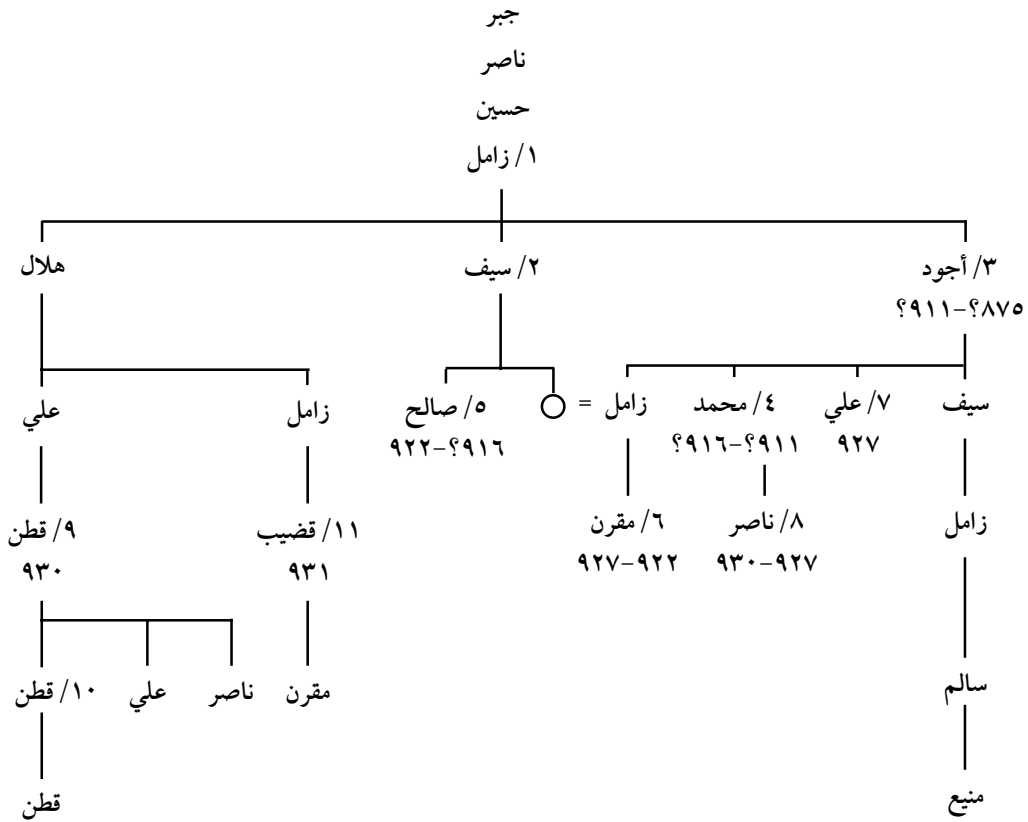 جبر
ناصر
حسين
١/ زامل
٣/ أجود
٢/ سيف
هلال
٨٧٥؟–٩١١؟
سيف
٧/ علي
٤/ محمد
زامل
=
٥/ صالح
زامل
علي
٩٢٧
٩١١؟–٩١٦؟
٩١٦؟–٩٢٢
زامل
٨/ ناصر
٦/ مقرن
١١/ قضيب
٩/ قطن
٩٢٧–٩٣٠
٩٢٢–٩٢٧
٩٣١
٩٣٠
سالم
مقرن
ناصر
علي
١٠/ قطن
منيع
قطن